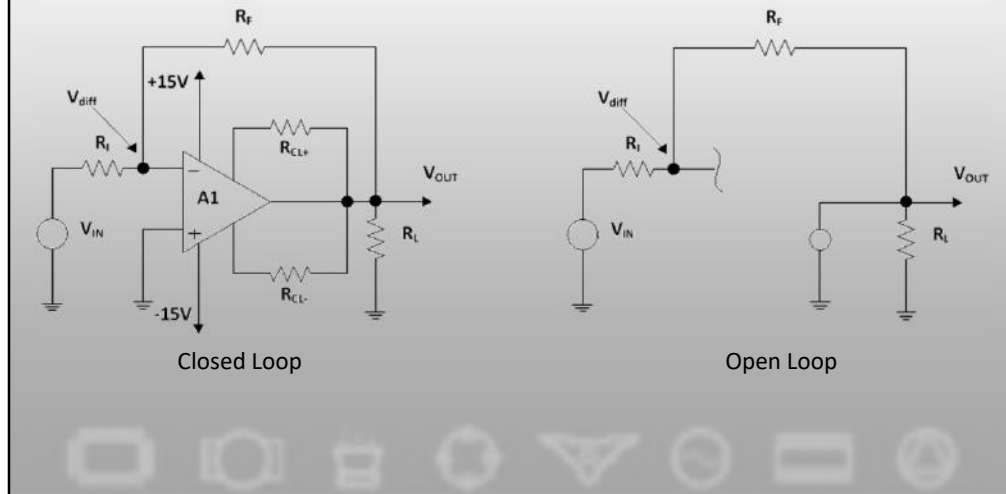 R_F
+15V
V_diff
R_I
R_CL+
−
A1
V_OUT
V_IN
+
R_L
R_CL-
-15V
Closed Loop
R_F
V_diff
R_I
V_OUT
V_IN
R_L
Open Loop